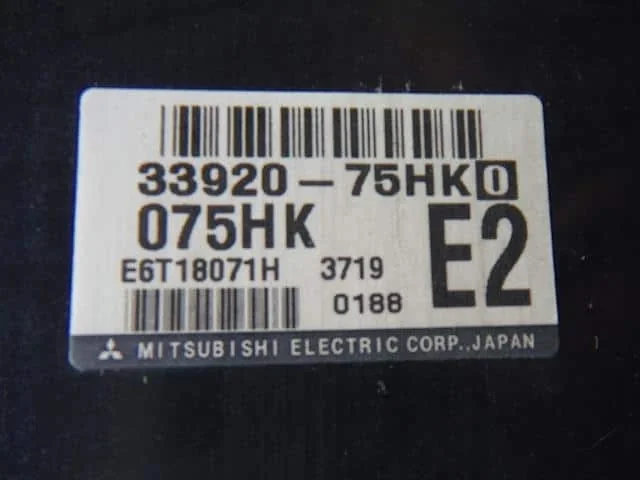 33920-75HK0
075HK
E2
E6T18071H 3719
0188
MITSUBISHI ELECTRIC CORP.,JAPAN